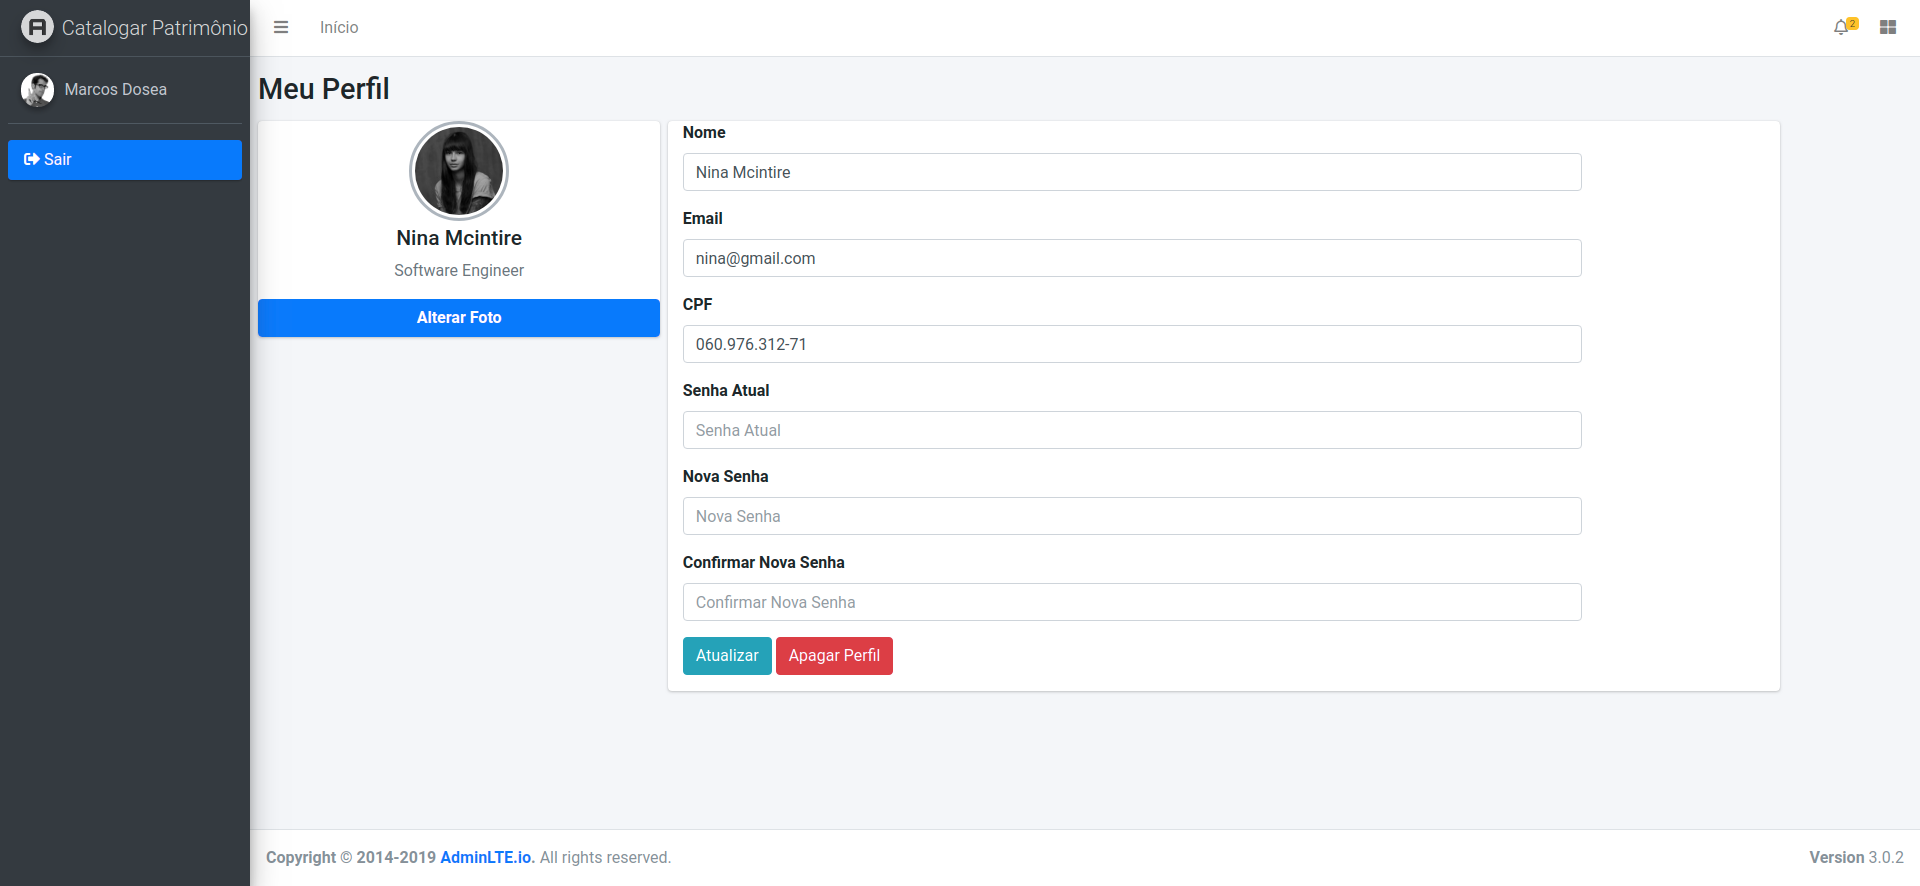 Catalogar Patrimônio
Início
2
Marcos Dosea
Sair
Meu Perfil
Nina Mcintire
Software Engineer
Alterar Foto
Nome
Nina Mcintire
Email
nina@gmail.com
CPF
060.976.312-71
Senha Atual
Senha Atual
Nova Senha
Nova Senha
Confirmar Nova Senha
Confirmar Nova Senha
Atualizar Apagar Perfil
Copyright © 2014-2019 AdminLTE.io. All rights reserved.
Version 3.0.2